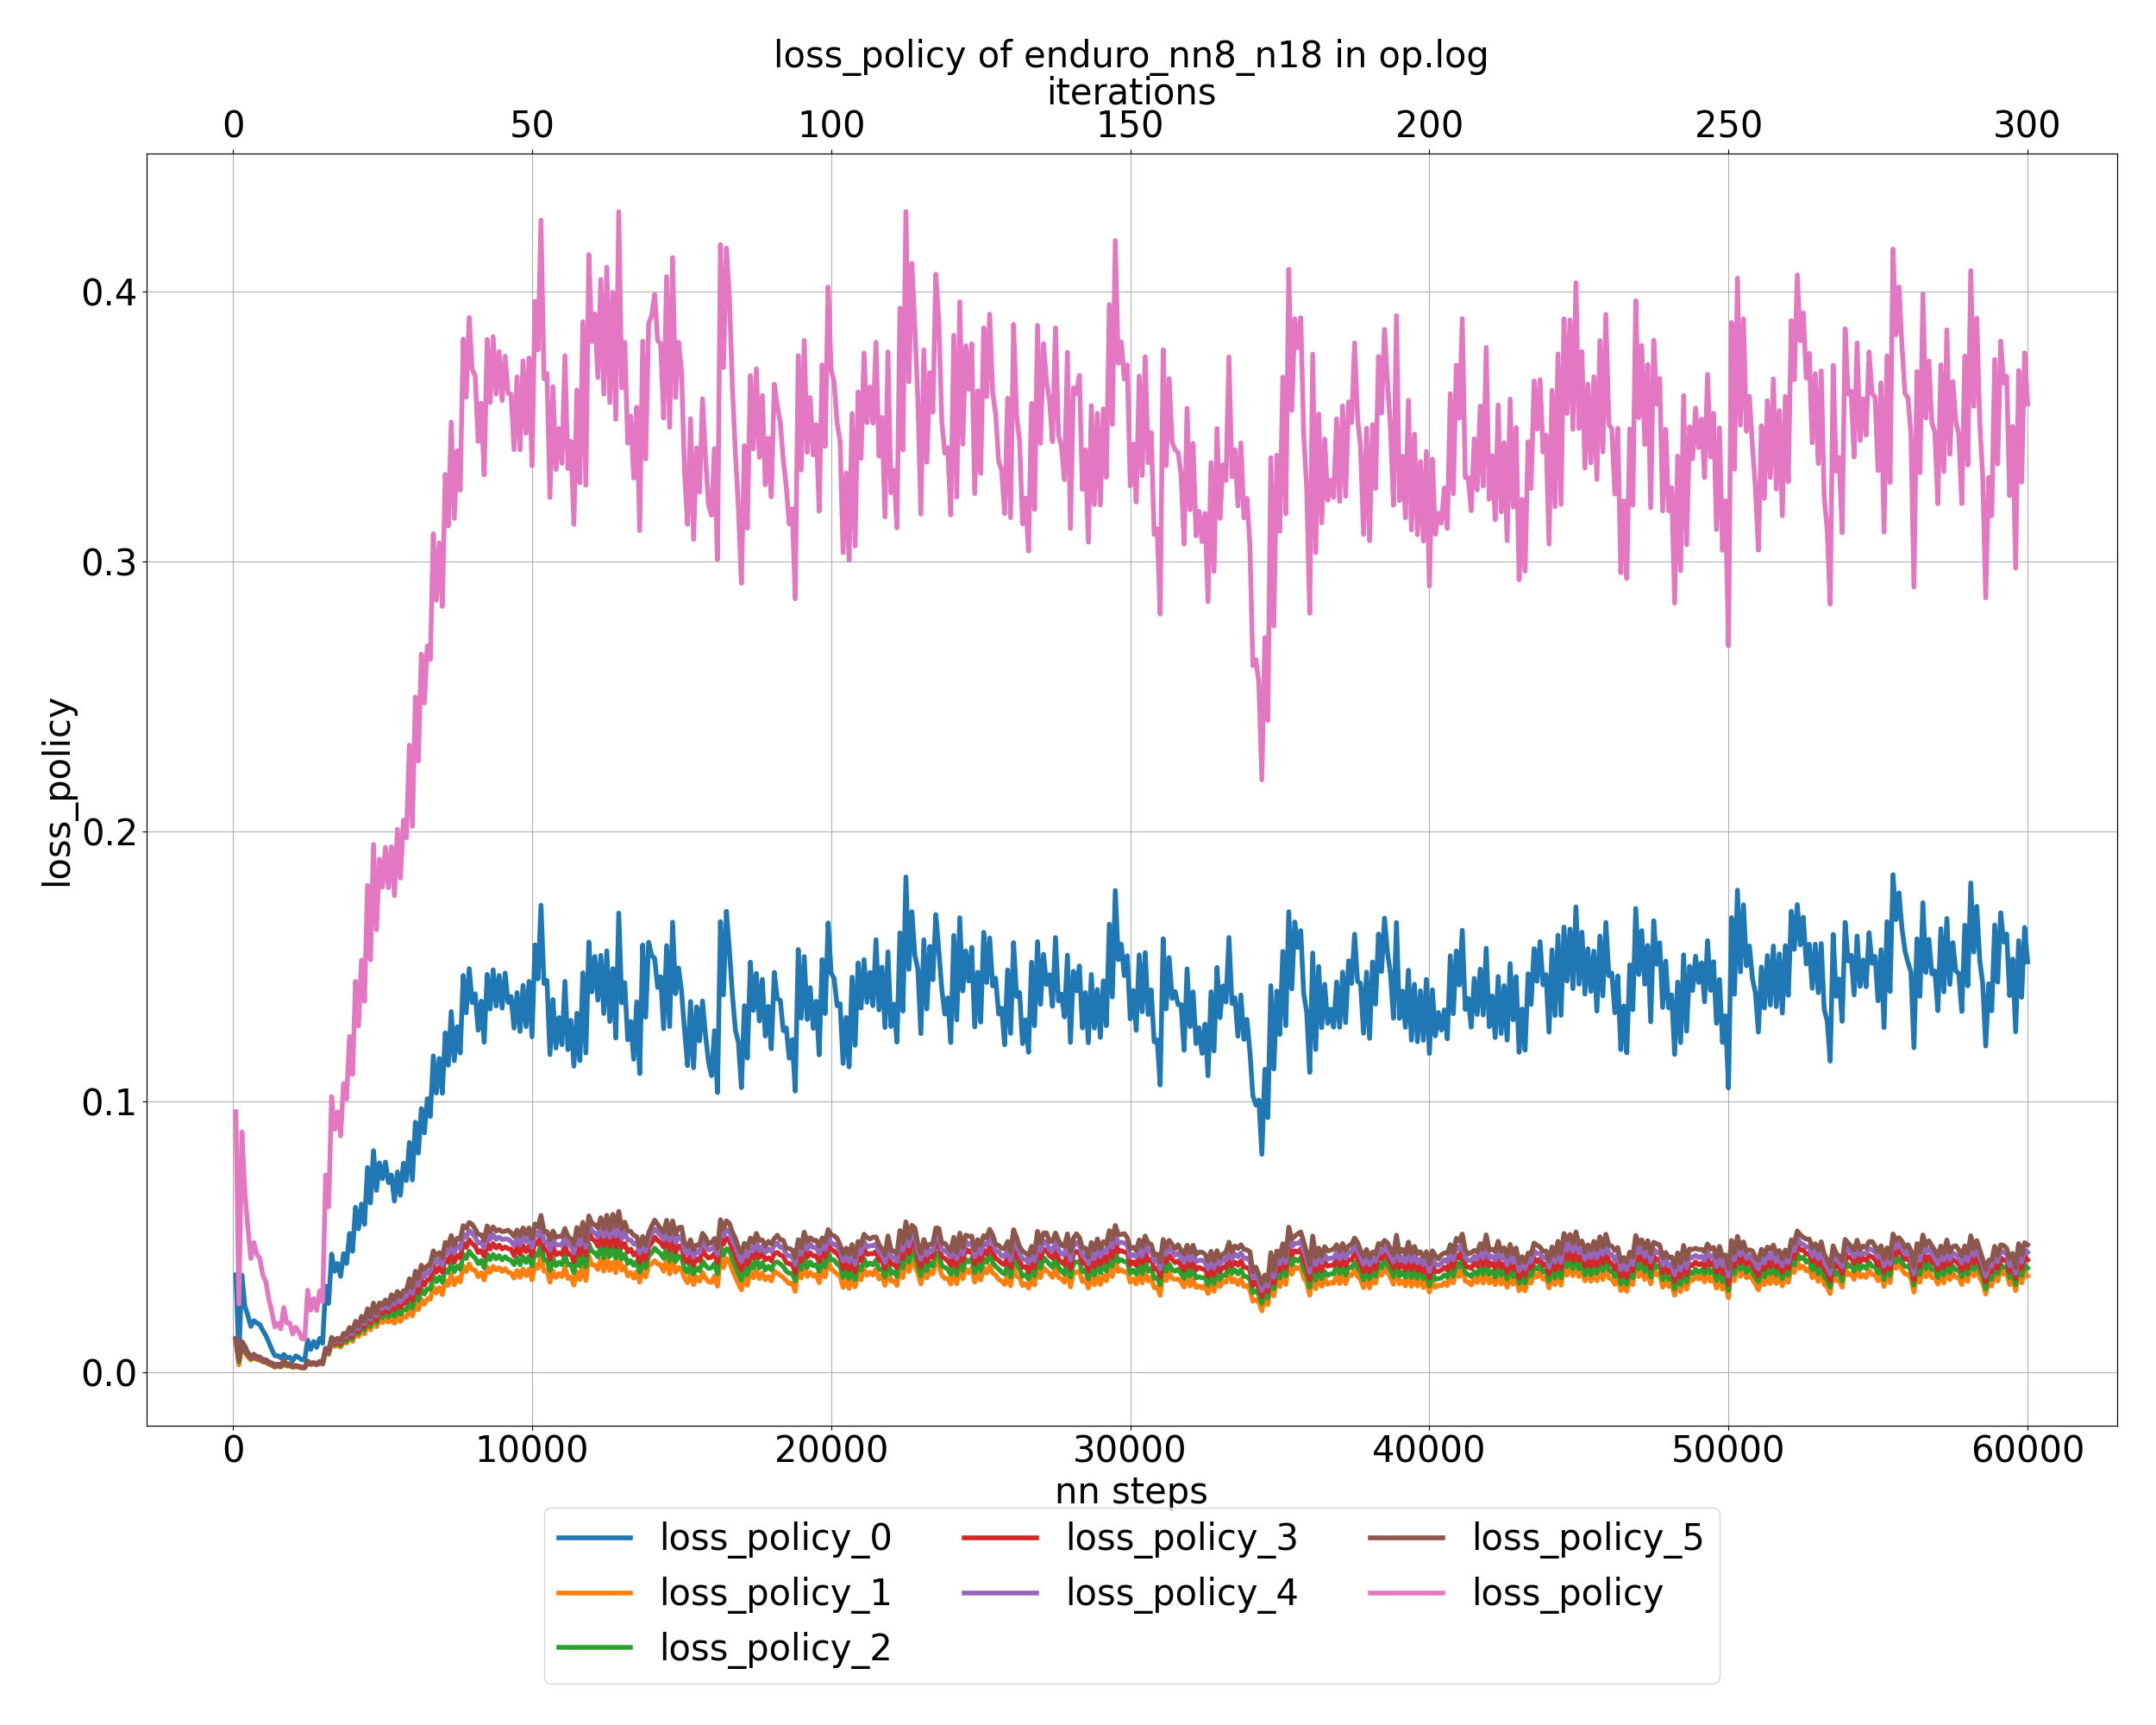 loss_policy of enduro_nn8_n18 in op.log
iterations
0 50 100 150 200 250 300
0.4
0.3
0.2
0.1
0.0
loss_policy
0 10000 20000 30000 40000 50000 60000
nn steps
loss_policy_0 loss_policy_3 loss_policy_5
loss_policy_1 loss_policy_4 loss_policy
loss_policy_2